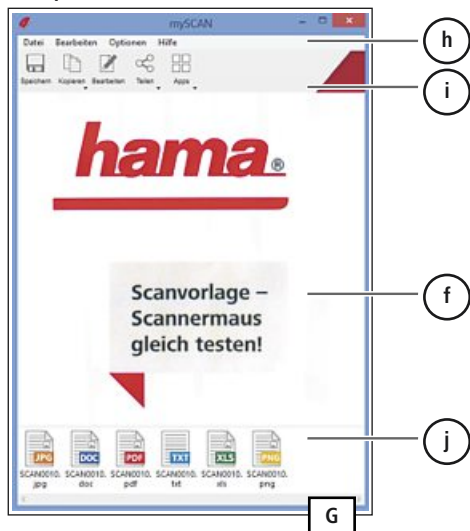 mySCAN
Datei Bearbeiten Optionen Hilfe
h
Speichern Kopieren Bearbeiten Teilen Apps
i
hama®
Scanvorlage –
Scannermaus
gleich testen!
f
JPG DOC PDF TXT XLS PNG
j
SCAN0010. SCAN0010. SCAN0010. SCAN0010. SCAN0010. SCAN0010.
jpg doc pdf txt xls png
G